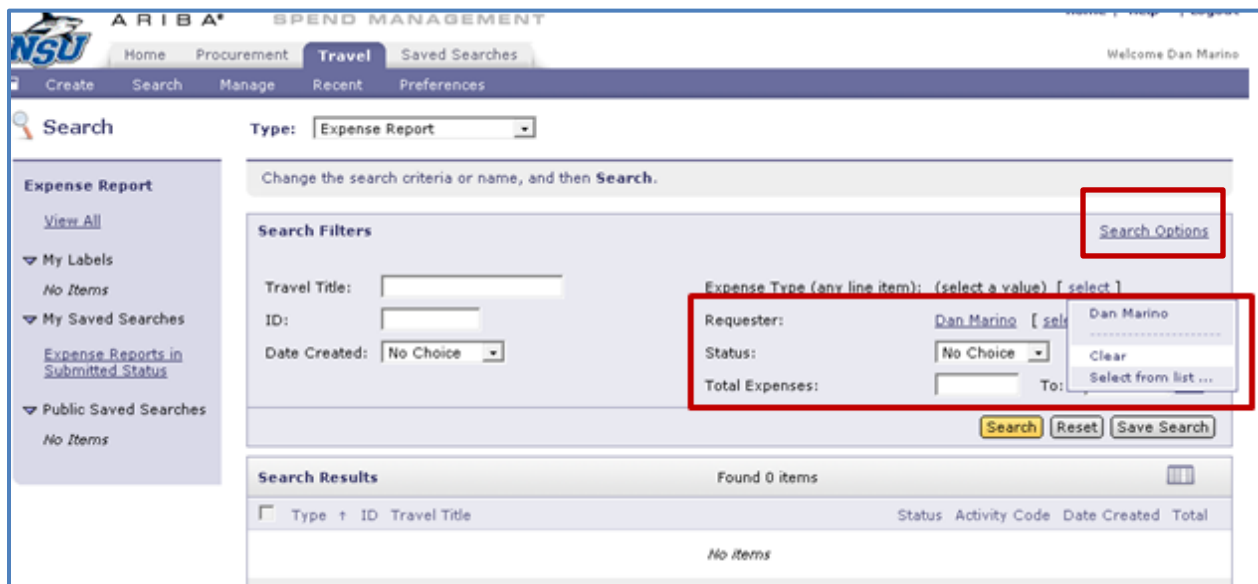 ARIBA® SPEND MANAGEMENT
Home | Help | Logout
NSU
Home Procurement Travel Saved Searches
Welcome Dan Marino
Create Search Manage Recent Preferences
Search
Type: Expense Report
Expense Report
View All
My Labels
No Items
My Saved Searches
Expense Reports in
Submitted Status
Public Saved Searches
No Items
Change the search criteria or name, and then Search.
Search Filters
Search Options
Travel Title:
Expense Type (any line item): (select a value) [ select ]
ID:
Requester: Dan Marino [ sele
Date Created: No Choice
Status: No Choice
Total Expenses: To:
Dan Marino
Clear
Select from list ...
Search Reset Save Search
Search Results Found 0 items
Type ↑ ID Travel Title Status Activity Code Date Created Total
No items